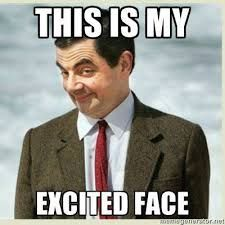 THIS IS MY
EXCITED FACE
memegenerator.net